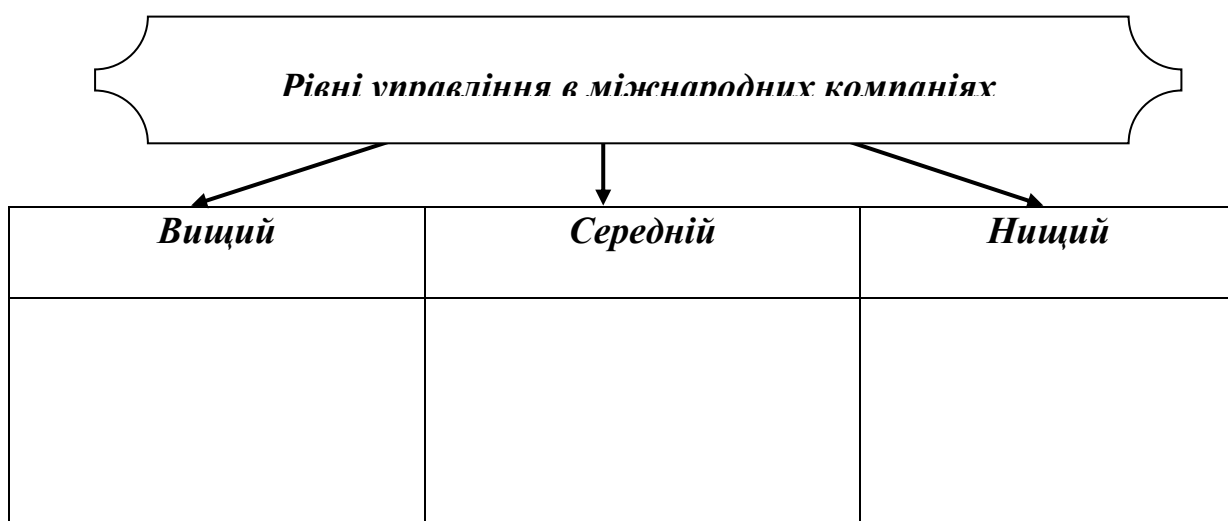 Рівні управління в міжнародних компаніях
Вищий
Середній
Нищий